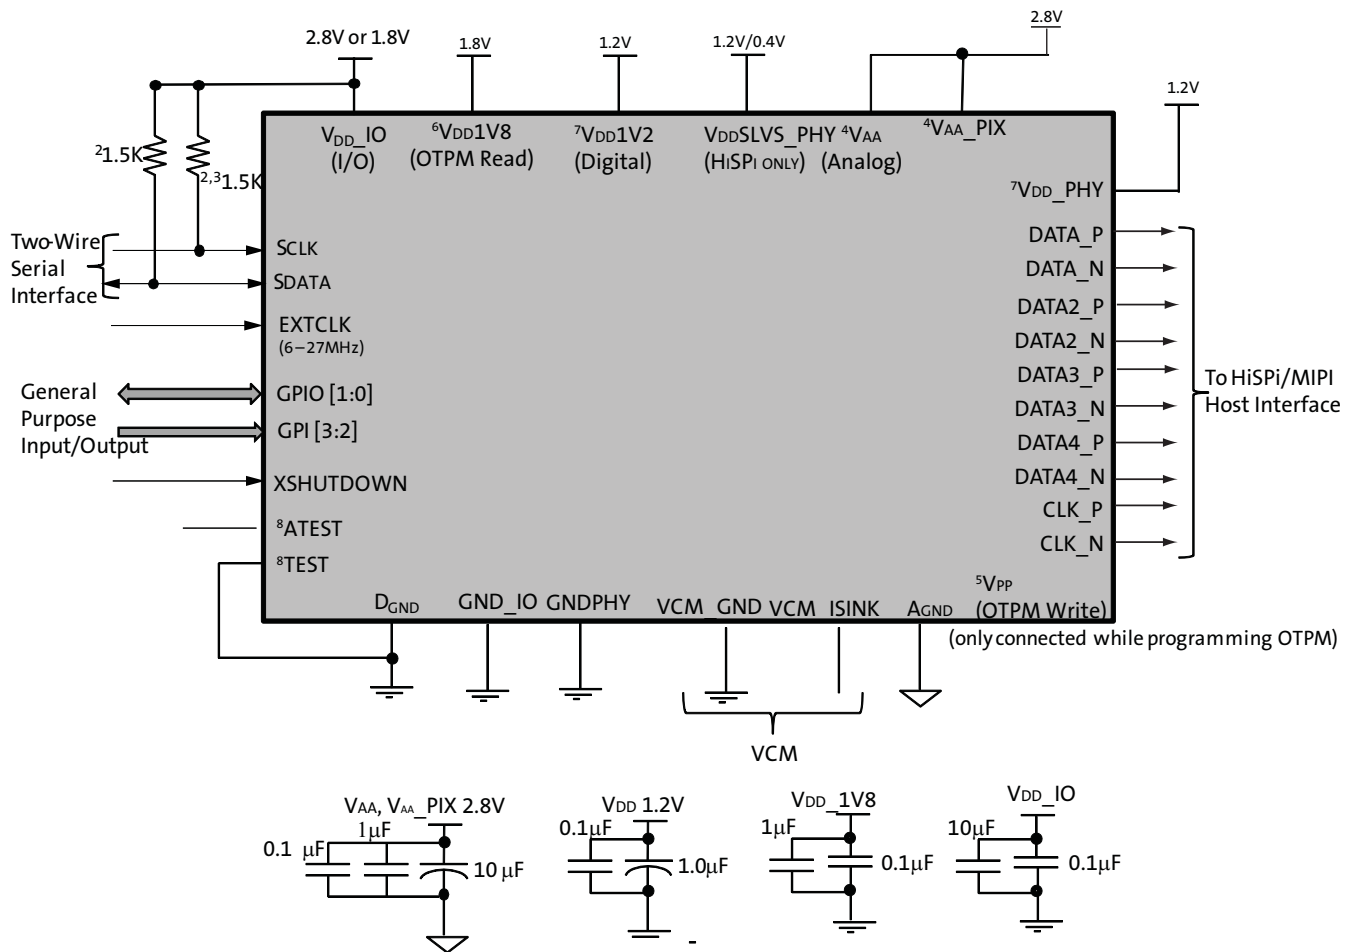 2.8V or 1.8V
1.8V
1.2V
1.2V/0.4V
2.8V
1.2V
VDD_IO
(I/O)
⁶VDD1V8
(OTPM Read)
⁷VDD1V2
(Digital)
VDDSLVS_PHY
(HISPI ONLY)
⁴VAA
(Analog)
⁴VAA_PIX
²1.5K
²,³1.5K
⁷VDD_PHY
Two-Wire
Serial
Interface
SCLK
SDATA
EXTCLK
(6–27MHz)
General
Purpose
Input/Output
GPIO [1:0]
GPI [3:2]
XSHUTDOWN
⁸ATEST
⁸TEST
DATA_P
DATA_N
DATA2_P
DATA2_N
DATA3_P
DATA3_N
DATA4_P
DATA4_N
CLK_P
CLK_N
To HiSPi/MIPI
Host Interface
DGND
GND_IO
GNDPHY
VCM_GND
VCM_ISINK
AGND
⁵VPP
(OTPM Write)
(only connected while programming OTPM)
VCM
VAA, VAA_PIX 2.8V
0.1 μF
1μF
10 μF
VDD 1.2V
0.1μF
1.0μF
VDD_1V8
1μF
0.1μF
VDD_IO
10μF
0.1μF